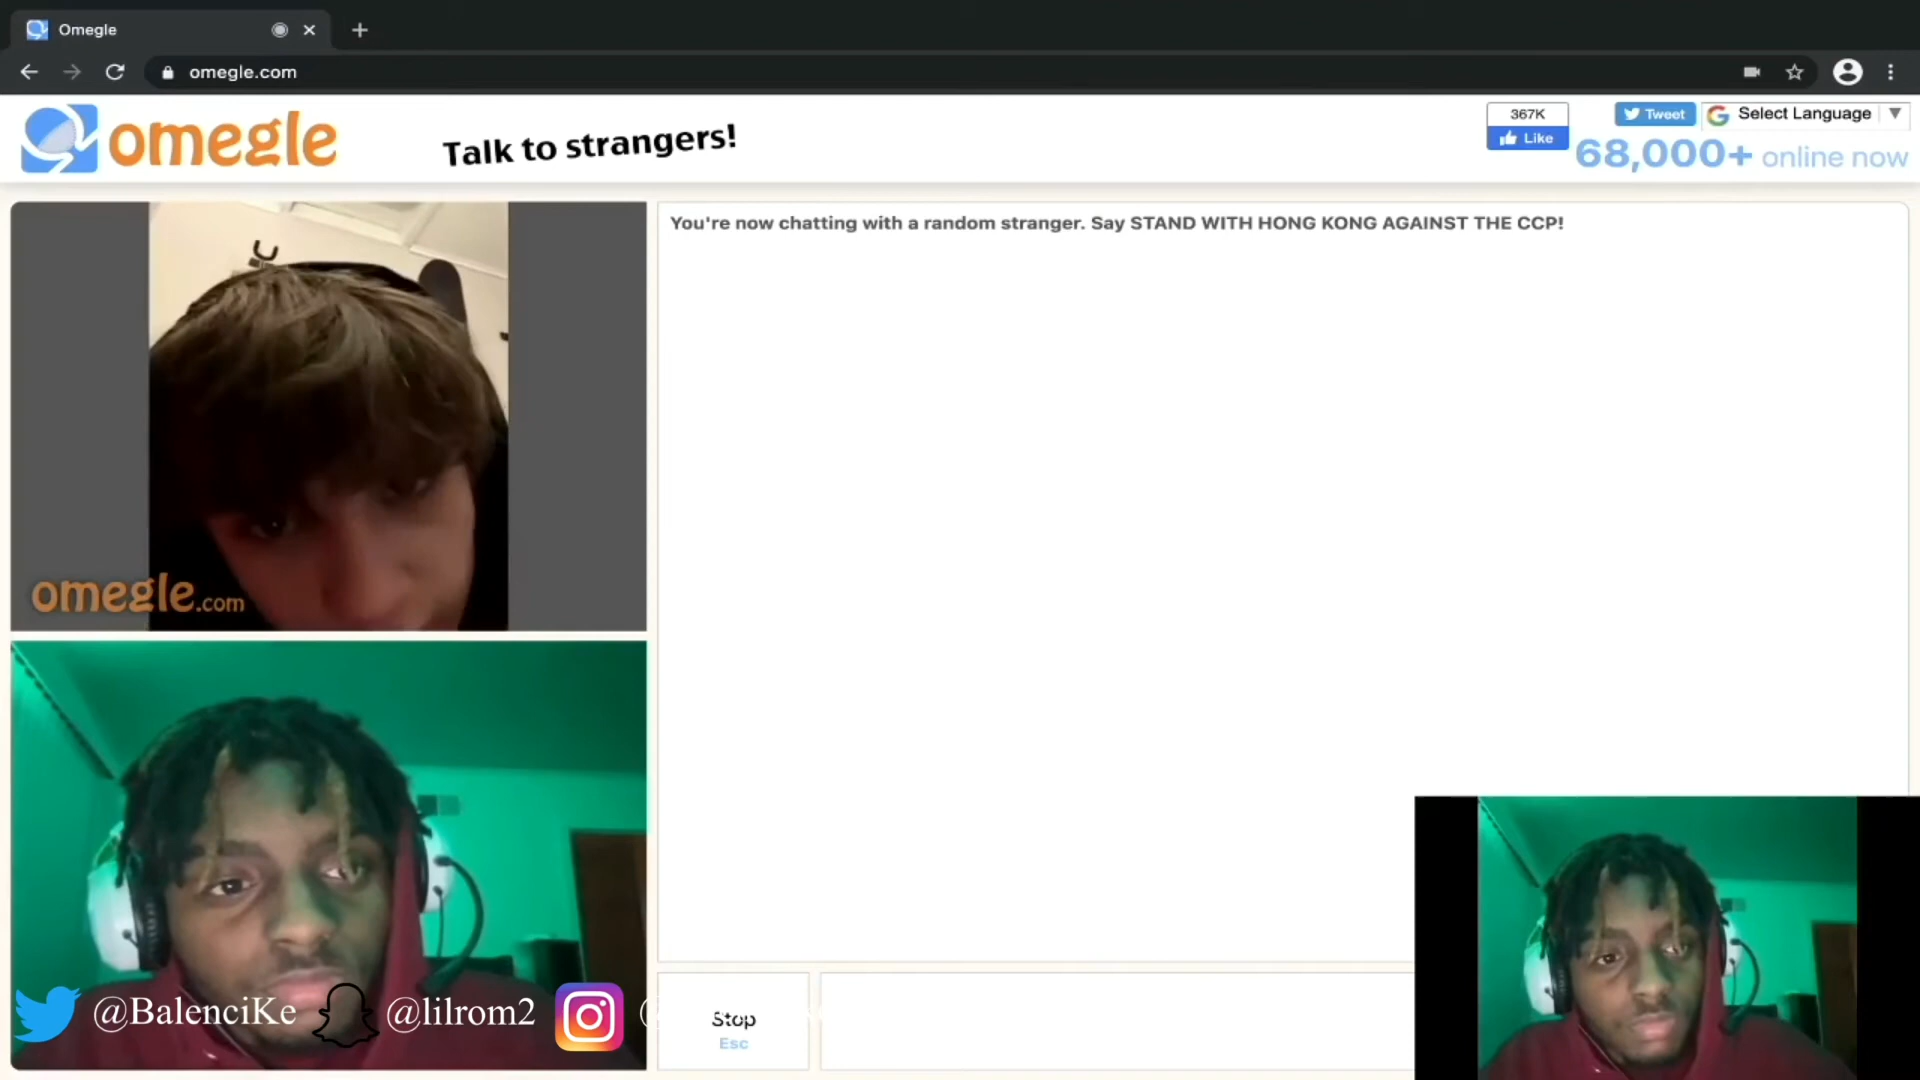 Omegle
omegle.com
omegle
Talk to strangers!
367K
Like
Tweet
Select Language
68,000+ online now
You're now chatting with a random stranger. Say STAND WITH HONG KONG AGAINST THE CCP!
omegle.com
@BalenciKe
@lilrom2
Stop
Esc